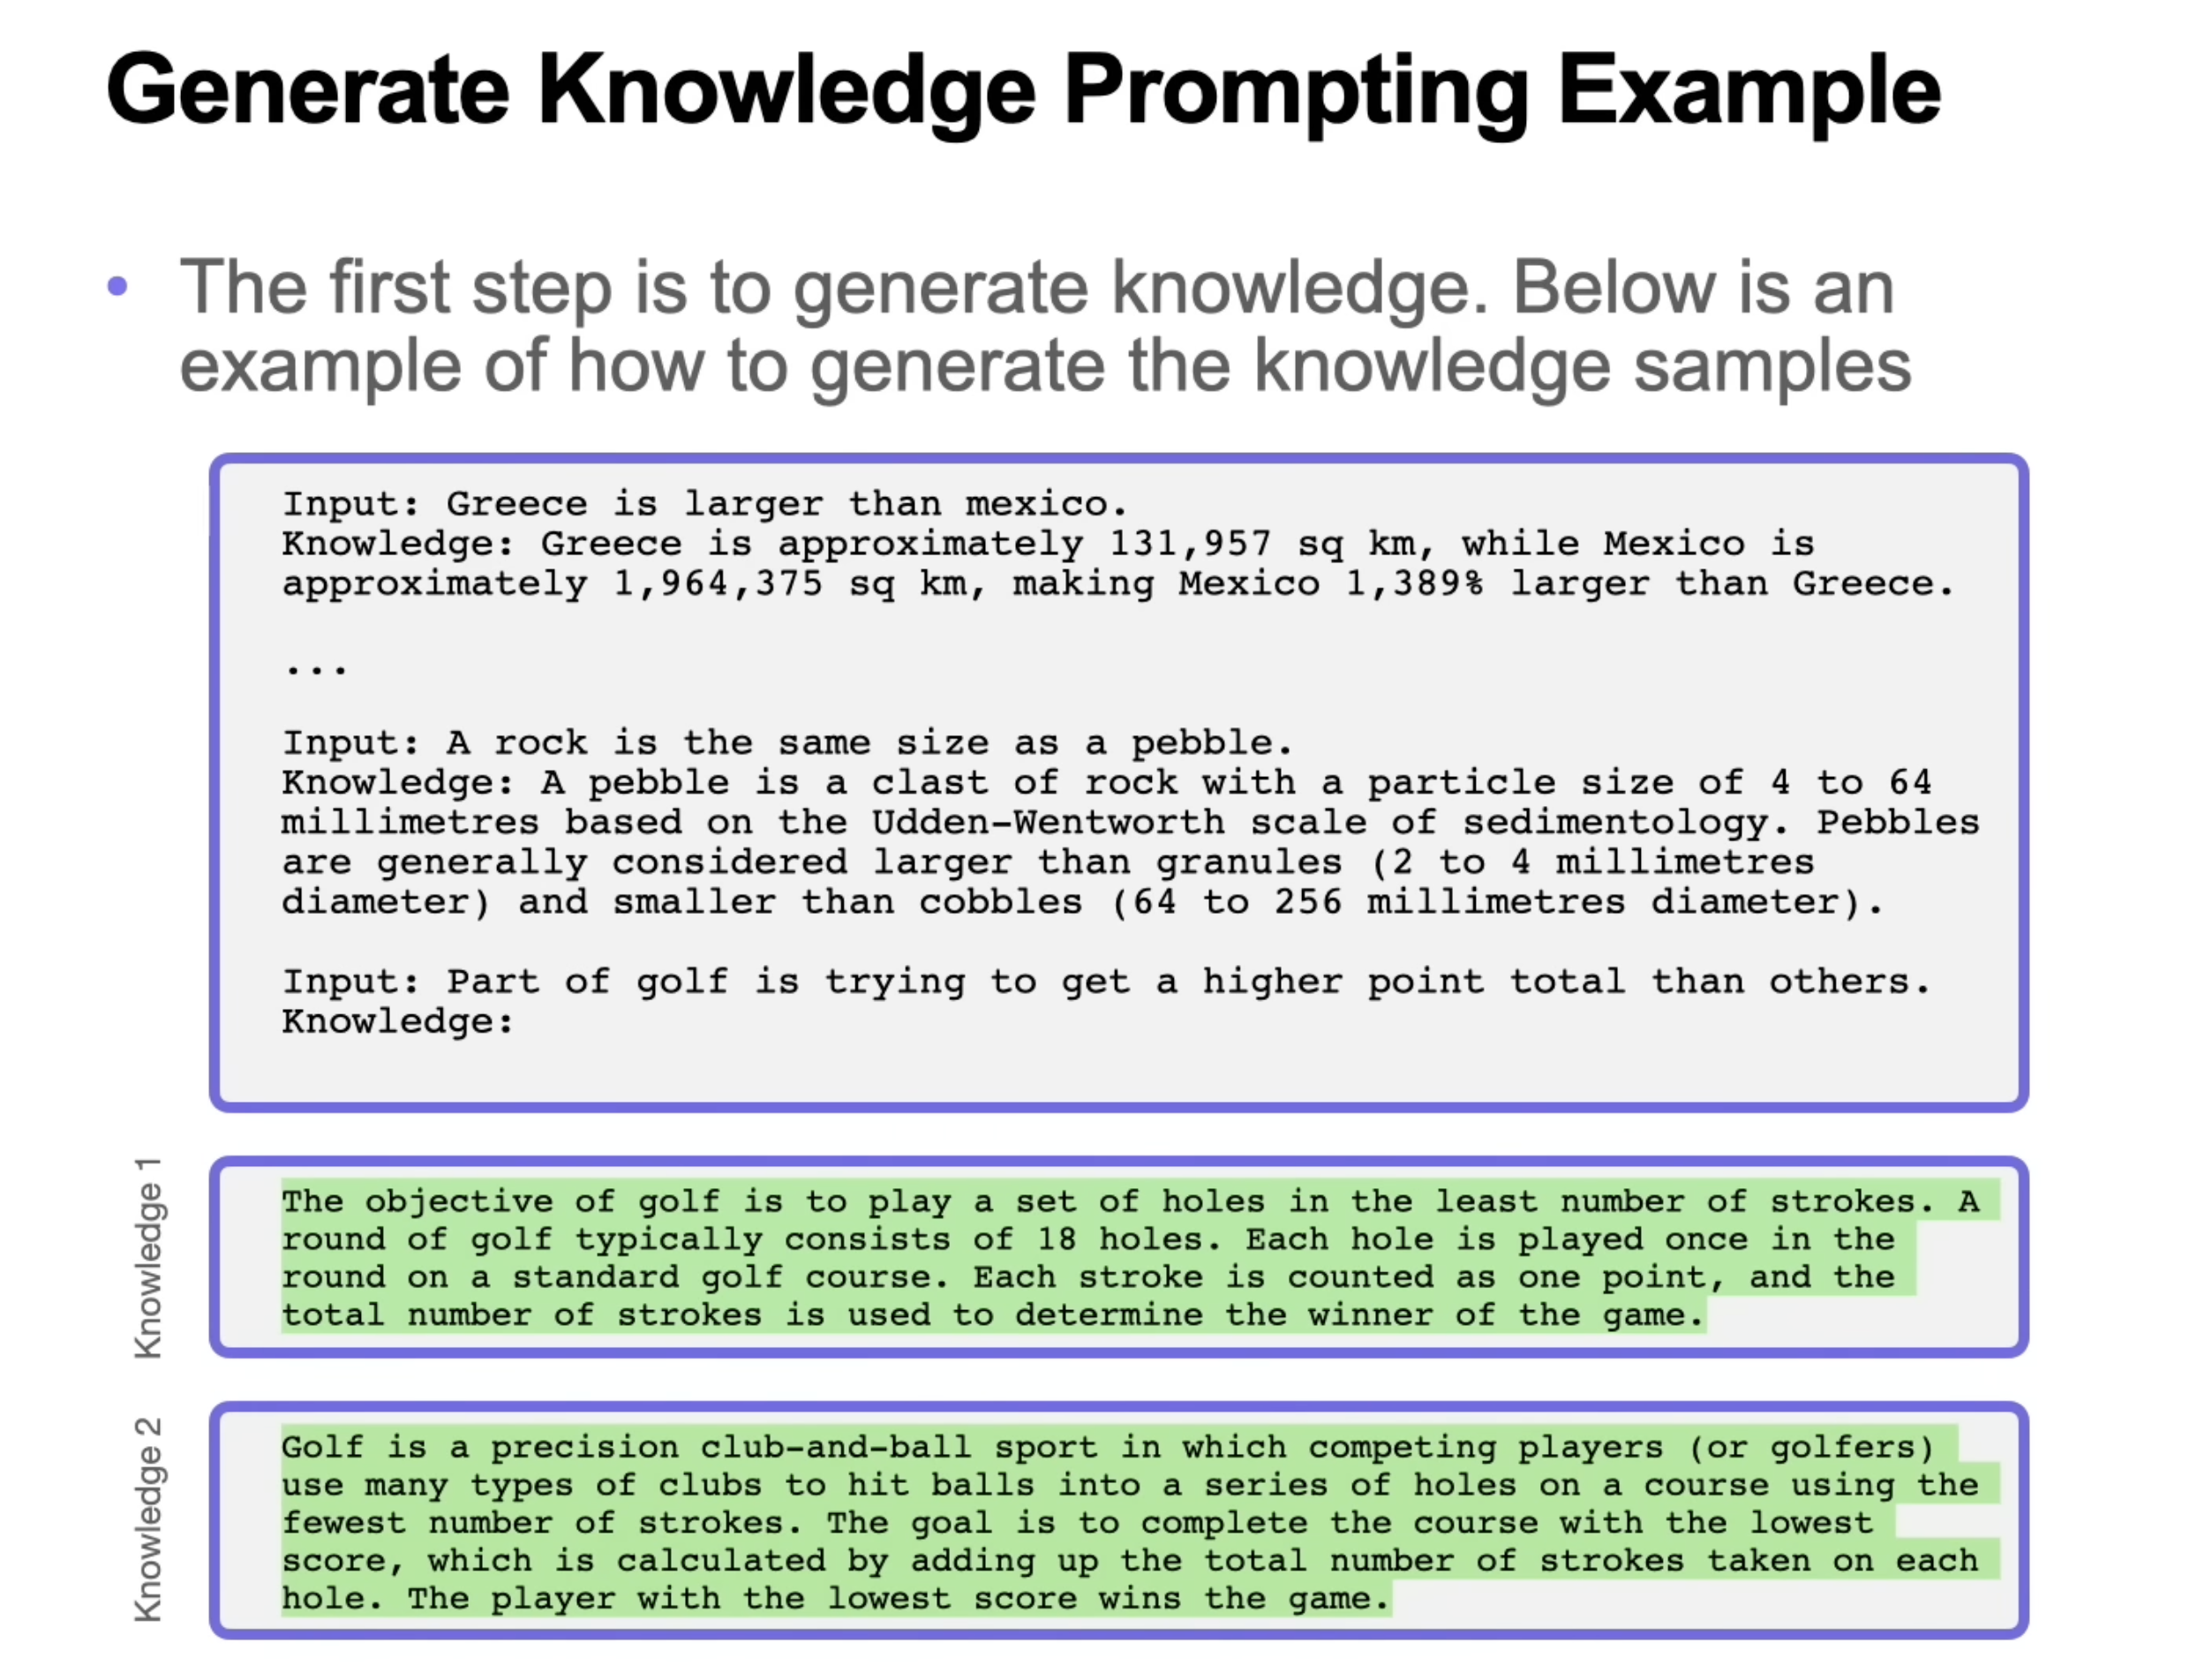 Generate Knowledge Prompting Example
• The first step is to generate knowledge. Below is an
example of how to generate the knowledge samples
Input: Greece is larger than mexico.
Knowledge: Greece is approximately 131,957 sq km, while Mexico is
approximately 1,964,375 sq km, making Mexico 1,389% larger than Greece.
...
Input: A rock is the same size as a pebble.
Knowledge: A pebble is a clast of rock with a particle size of 4 to 64
millimetres based on the Udden-Wentworth scale of sedimentology. Pebbles
are generally considered larger than granules (2 to 4 millimetres
diameter) and smaller than cobbles (64 to 256 millimetres diameter).
Input: Part of golf is trying to get a higher point total than others.
Knowledge:
Knowledge 1
The objective of golf is to play a set of holes in the least number of strokes. A
round of golf typically consists of 18 holes. Each hole is played once in the
round on a standard golf course. Each stroke is counted as one point, and the
total number of strokes is used to determine the winner of the game.
Knowledge 2
Golf is a precision club-and-ball sport in which competing players (or golfers)
use many types of clubs to hit balls into a series of holes on a course using the
fewest number of strokes. The goal is to complete the course with the lowest
score, which is calculated by adding up the total number of strokes taken on each
hole. The player with the lowest score wins the game.